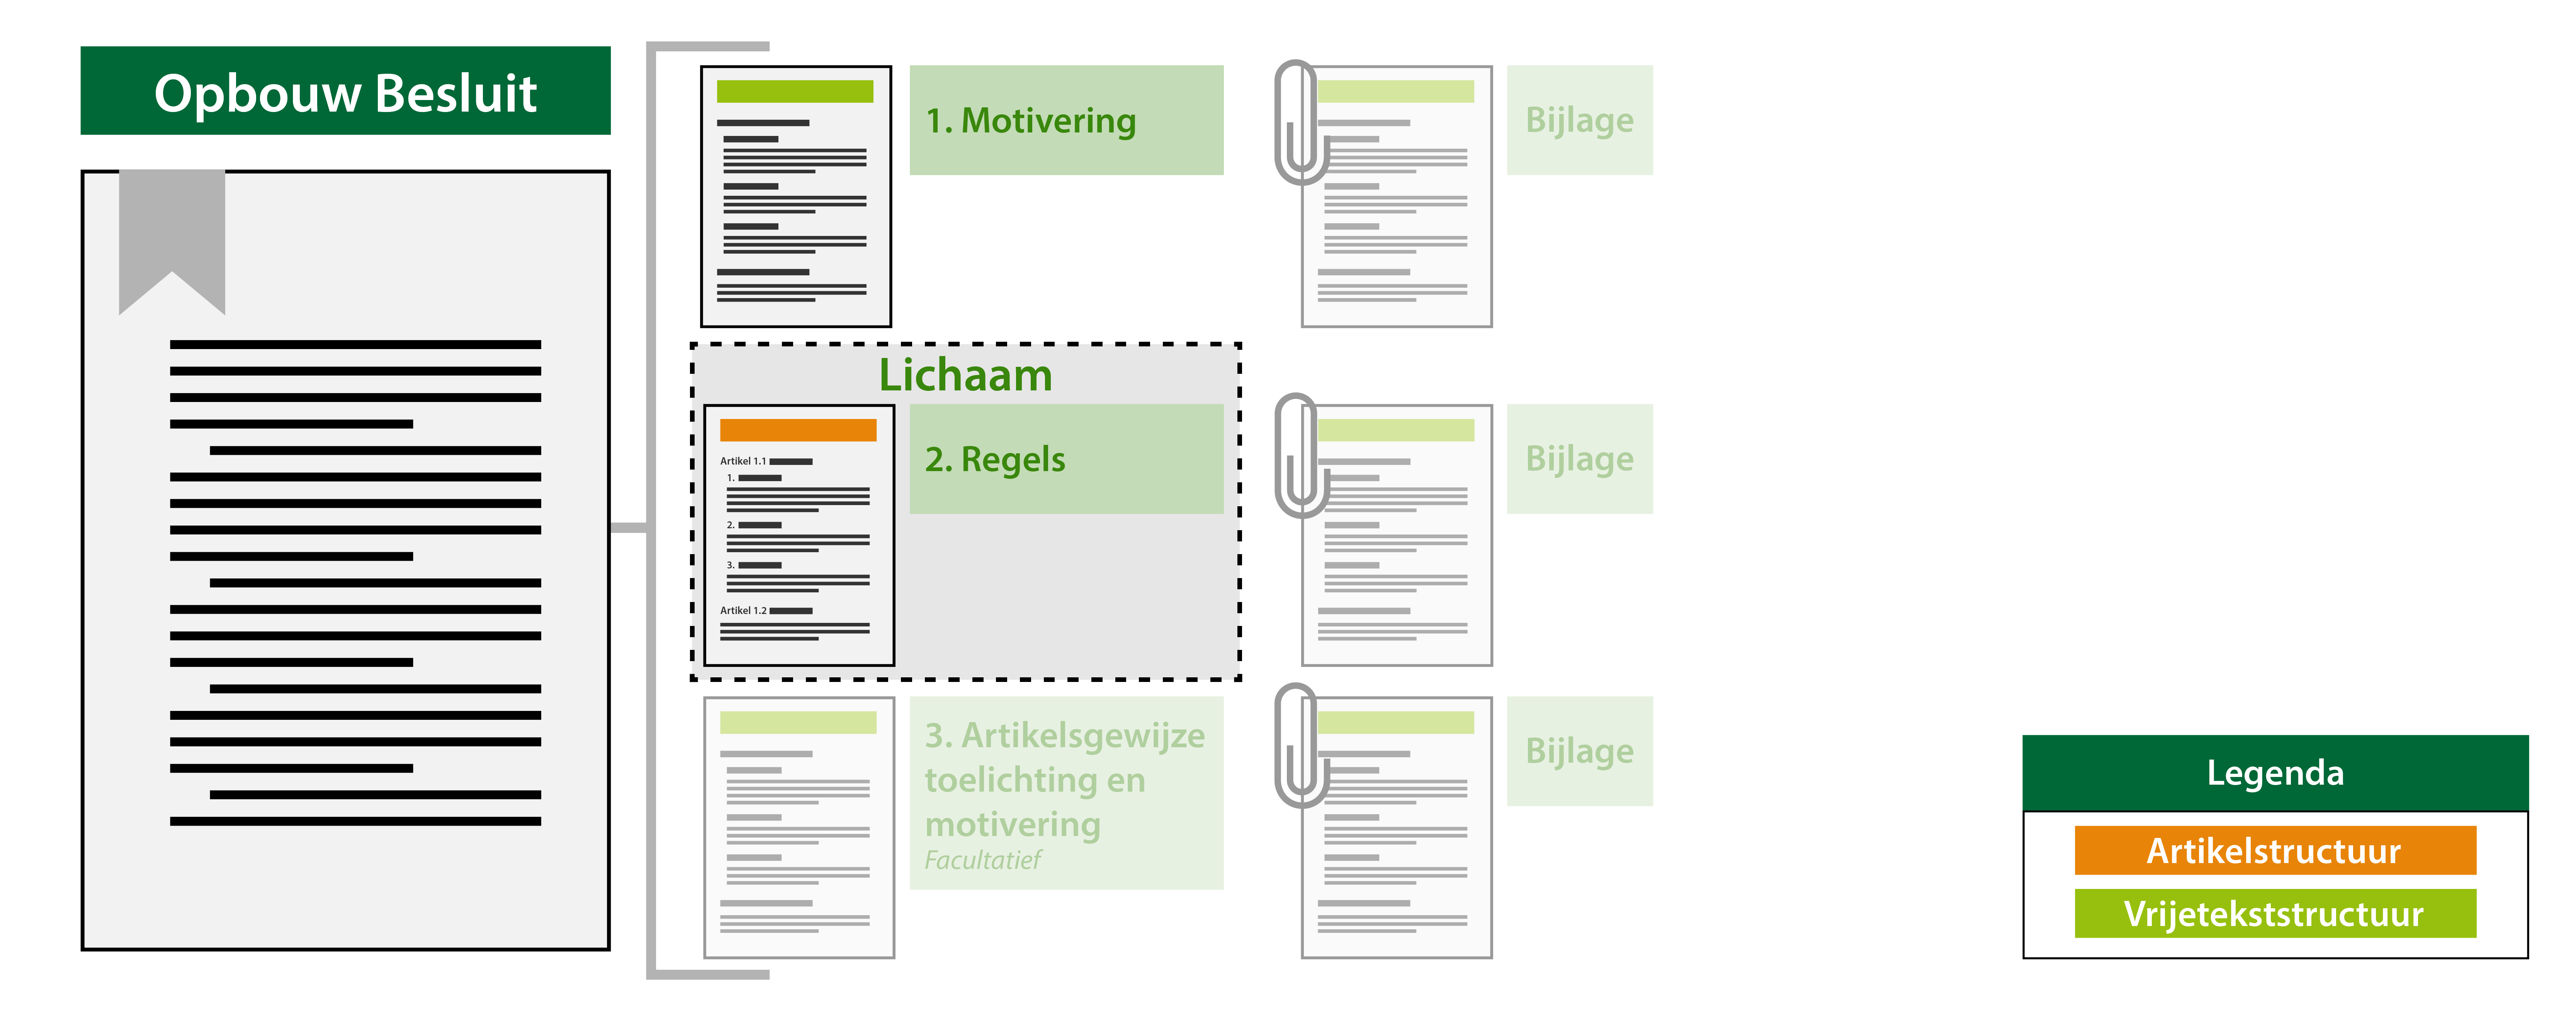 Opbouw Besluit
1. Motivering
Bijlage
Lichaam
2. Regels
Artikel 1.1
1.
2.
3.
Artikel 1.2
Bijlage
3. Artikelsgewijze
toelichting en
motivering
Facultatief
Bijlage
Legenda
Artikelstructuur
Vrijetekststructuur